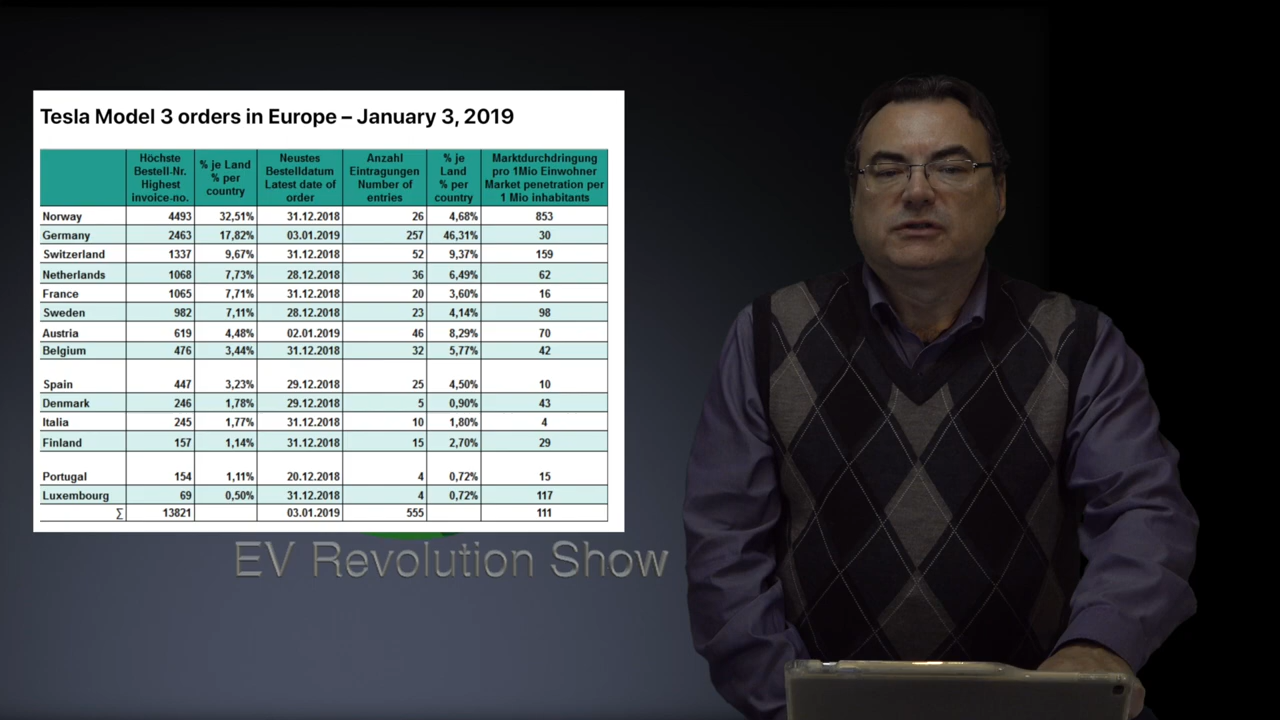 Tesla Model 3 orders in Europe – January 3, 2019
Höchste Bestell-Nr. Highest invoice-no. % je Land % per country Neustes Bestelldatum Latest date of order Anzahl Eintragungen Number of entries % je Land % per country Marktdurchdringung pro 1Mio Einwohner Market penetration per 1 Mio inhabitants
Norway 4493 32,51% 31.12.2018 26 4,68% 853
Germany 2463 17,82% 03.01.2019 257 46,31% 30
Switzerland 1337 9,67% 31.12.2018 52 9,37% 159
Netherlands 1068 7,73% 28.12.2018 36 6,49% 62
France 1065 7,71% 31.12.2018 20 3,60% 16
Sweden 982 7,11% 28.12.2018 23 4,14% 98
Austria 619 4,48% 02.01.2019 46 8,29% 70
Belgium 476 3,44% 31.12.2018 32 5,77% 42
Spain 447 3,23% 29.12.2018 25 4,50% 10
Denmark 246 1,78% 29.12.2018 5 0,90% 43
Italia 245 1,77% 31.12.2018 10 1,80% 4
Finland 157 1,14% 31.12.2018 15 2,70% 29
Portugal 154 1,11% 20.12.2018 4 0,72% 15
Luxembourg 69 0,50% 31.12.2018 4 0,72% 117
∑ 13821 03.01.2019 555 111
EV Revolution Show